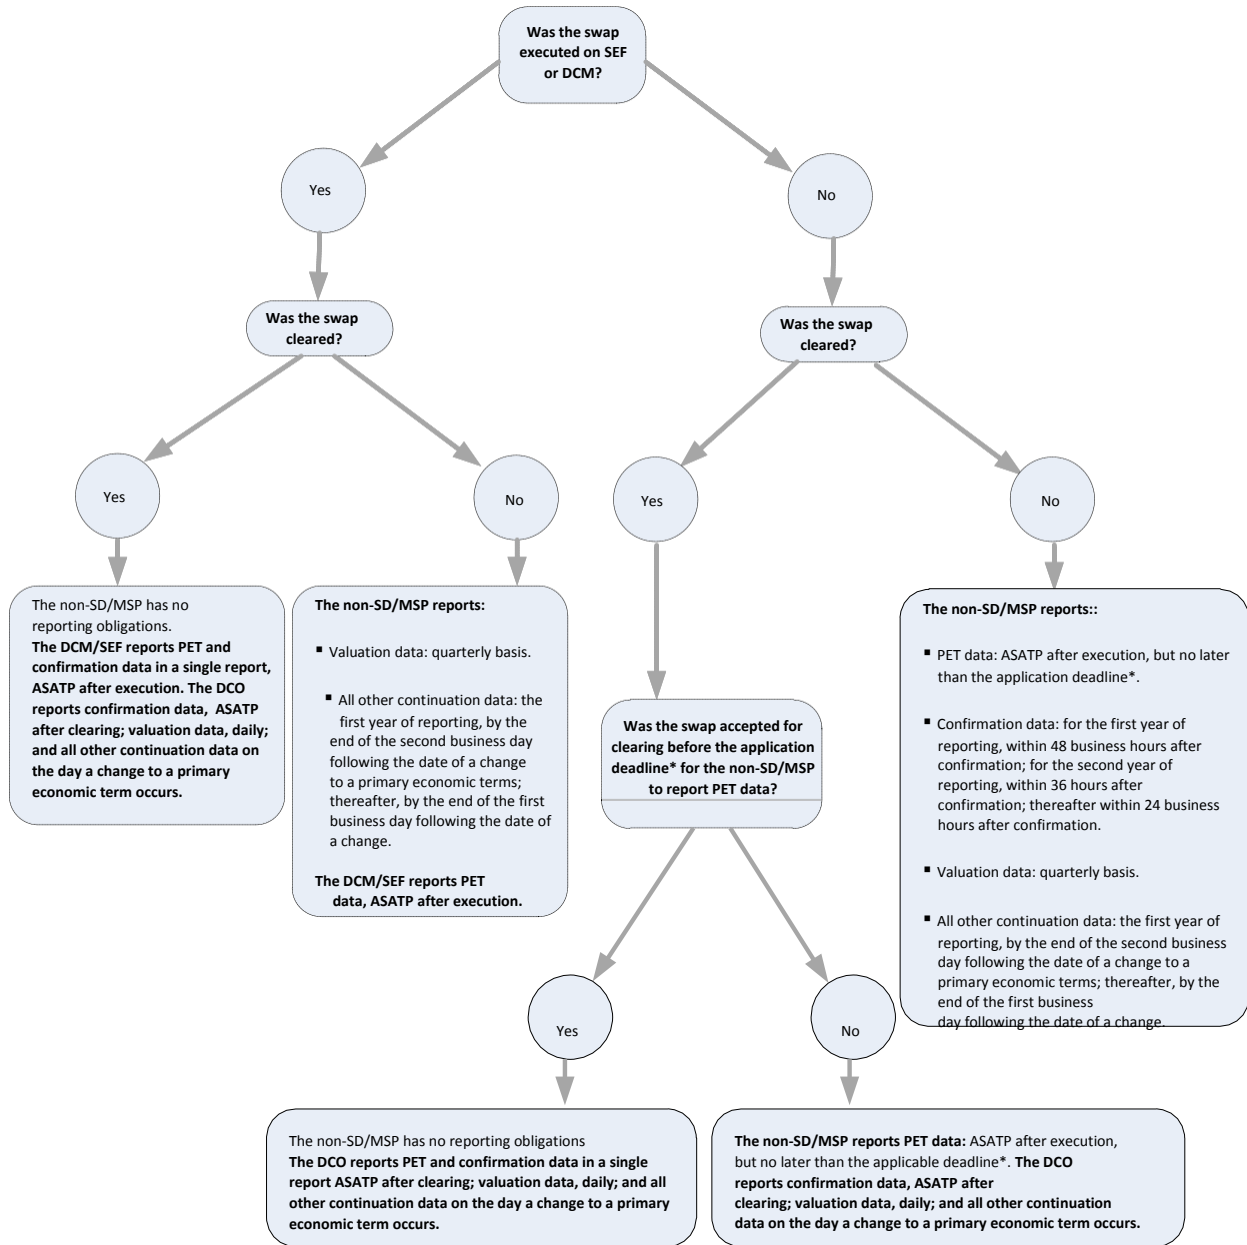 Was the swap
executed on SEF
or DCM?
Yes
No
Was the swap
cleared?
Was the swap
cleared?
Yes
No
Yes
No
The non-SD/MSP has no
reporting obligations.
The DCM/SEF reports PET and
confirmation data in a single report,
ASATP after execution. The DCO
reports confirmation data, ASATP
after clearing; valuation data, daily;
and all other continuation data on
the day a change to a primary
economic term occurs.
The non-SD/MSP reports:
▪ Valuation data: quarterly basis.
▪ All other continuation data: the
first year of reporting, by the
end of the second business day
following the date of a change
to a primary economic terms;
thereafter, by the end of the first
business day following the date of
a change.
The DCM/SEF reports PET
data, ASATP after execution.
Was the swap accepted for
clearing before the application
deadline* for the non-SD/MSP
to report PET data?
The non-SD/MSP reports::
▪ PET data: ASATP after execution, but no later
than the application deadline*.
▪ Confirmation data: for the first year of
reporting, within 48 business hours after
confirmation; for the second year of
reporting, within 36 hours after
confirmation; thereafter within 24 business
hours after confirmation.
▪ Valuation data: quarterly basis.
▪ All other continuation data: the first year of
reporting, by the end of the second business
day following the date of a change to a
primary economic terms; thereafter, by the
end of the first business
day following the date of a change.
Yes
No
The non-SD/MSP has no reporting obligations
The DCO reports PET and confirmation data in a single
report ASATP after clearing; valuation data, daily; and all
other continuation data on the day a change to a primary
economic term occurs.
The non-SD/MSP reports PET data: ASATP after execution,
but no later than the applicable deadline*. The DCO
reports confirmation data, ASATP after
clearing; valuation data, daily; and all other continuation
data on the day a change to a primary economic term occurs.